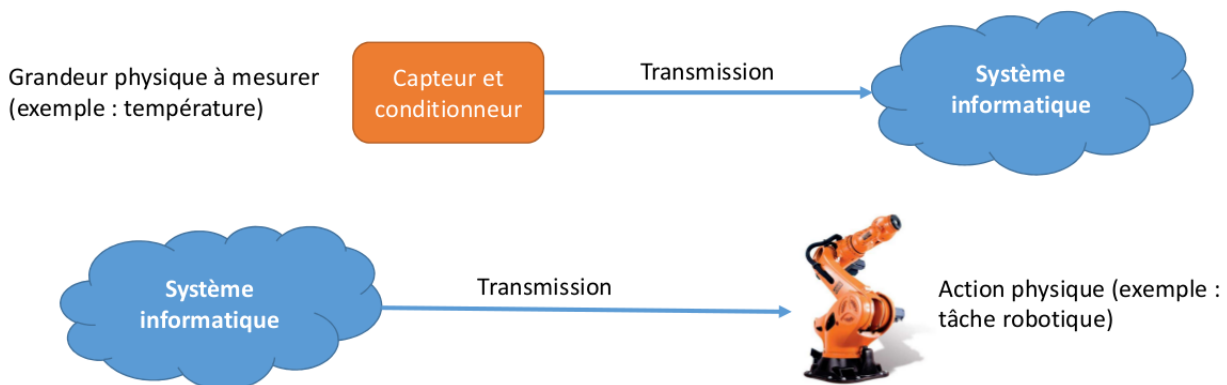 Grandeur physique à mesurer
(exemple : température)
Capteur et
conditionneur
Transmission
Système
informatique
Système
informatique
Transmission
Action physique (exemple :
tâche robotique)